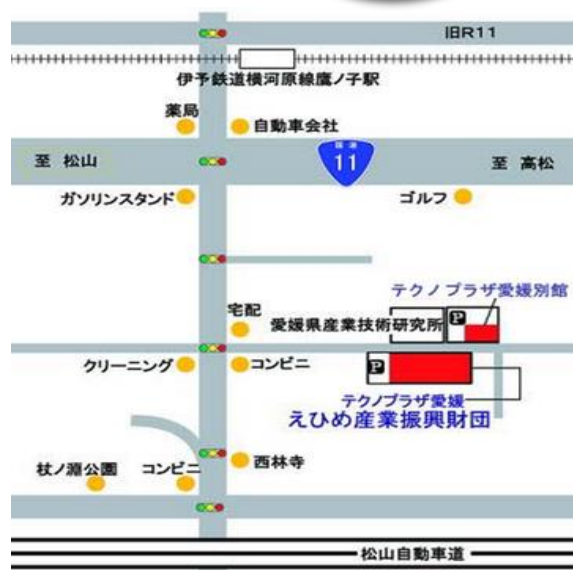 旧R11
伊予鉄道横河原線鷹ノ子駅
薬局
自動車会社
至 松山
国道
11
至 高松
ガソリンスタンド
ゴルフ
テクノプラザ愛媛別館
宅配
愛媛県産業技術研究所
P
クリーニング
コンビニ
P
テクノプラザ愛媛
えひめ産業振興財団
西林寺
杖ノ淵公園
コンビニ
松山自動車道